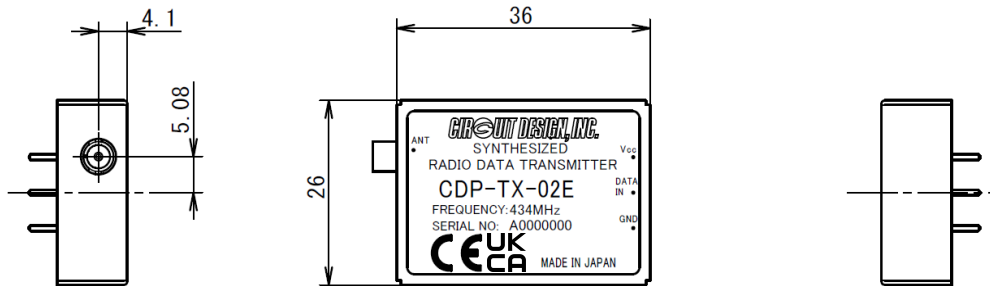 4.1
36
5.08
26
CIRCUIT DESIGN, INC.
ANT
SYNTHESIZED
RADIO DATA TRANSMITTER
Vcc
CDP-TX-02E
DATA
IN
FREQUENCY:434MHz
SERIAL NO: A0000000
GND
CE UK
CA
MADE IN JAPAN